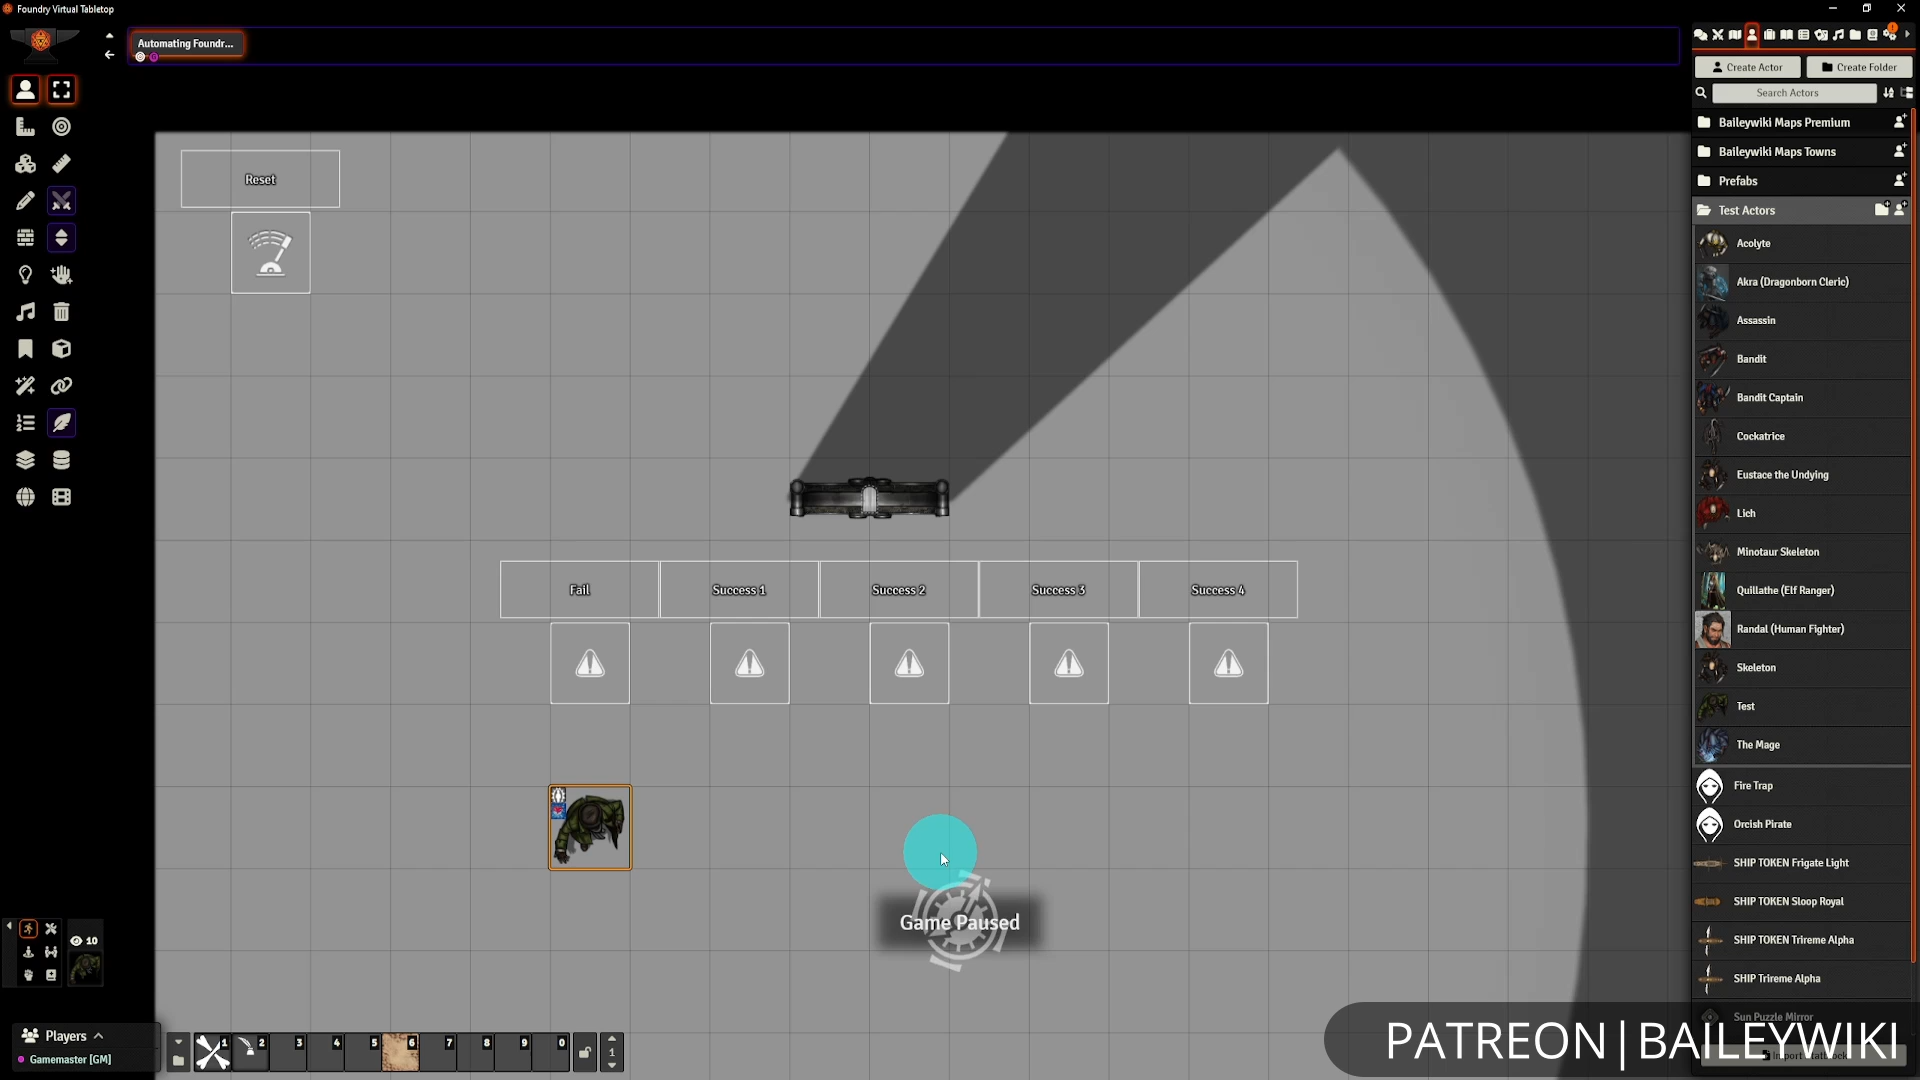 Foundry Virtual Tabletop
Automating Foundr...
Create Actor
Create Folder
Search Actors
Baileywiki Maps Premium
Baileywiki Maps Towns
Prefabs
Test Actors
Acolyte
Akra (Dragonborn Cleric)
Assassin
Bandit
Bandit Captain
Cockatrice
Eustace the Undying
Lich
Minotaur Skeleton
Quillathe (Elf Ranger)
Randal (Human Fighter)
Skeleton
Test
The Mage
Fire Trap
Orcish Pirate
SHIP TOKEN Frigate Light
SHIP TOKEN Sloop Royal
SHIP TOKEN Trireme Alpha
SHIP Trireme Alpha
Sun Puzzle Mirror
Reset
Fail
Success 1
Success 2
Success 3
Success 4
Game Paused
10
Players
Gamemaster [GM]
1 2 3 4 5 6 7 8 9 0
1
PATREON|BAILEYWIKI